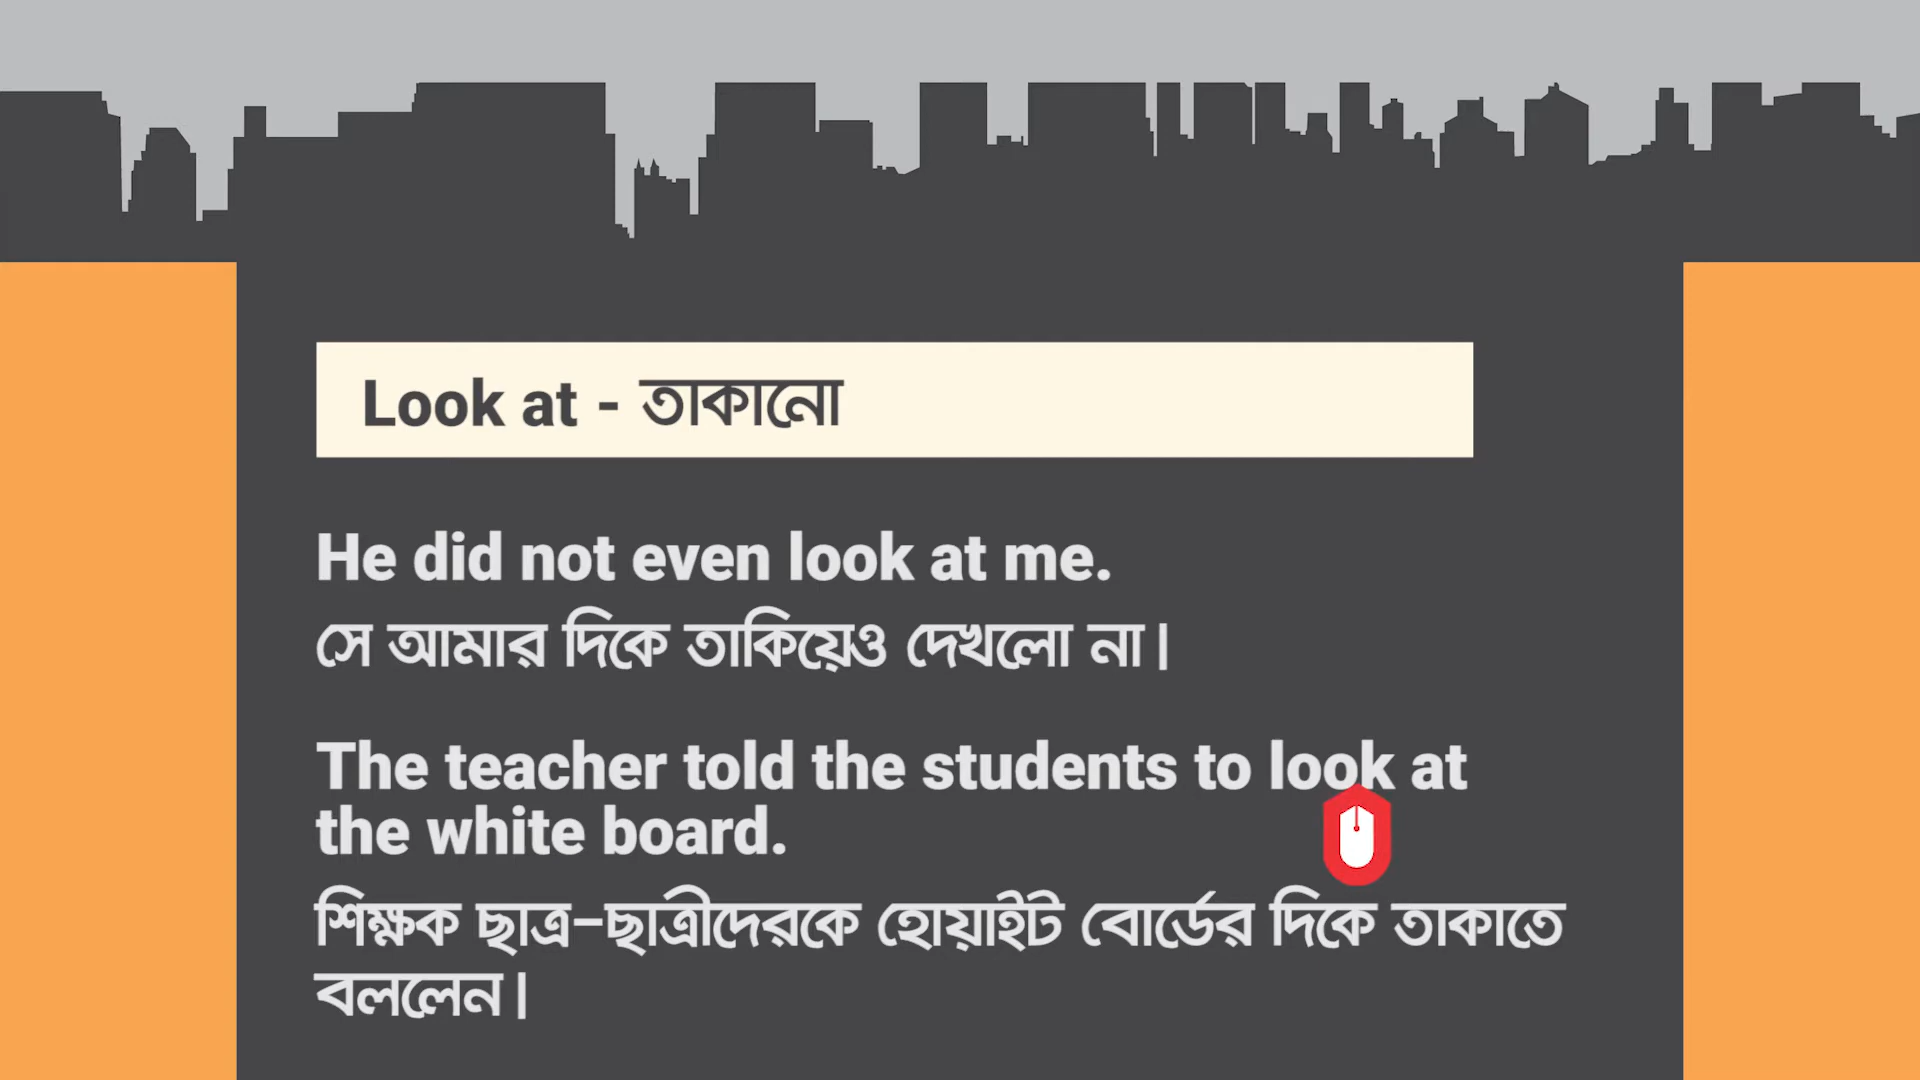 Look at - তাকানো
He did not even look at me.
সে আমার দিকে তাকিয়েও দেখলো না।
The teacher told the students to look at
the white board.
শিক্ষক ছাত্র-ছাত্রীদেরকে হোয়াইট বোর্ডের দিকে তাকাতে
বললেন।